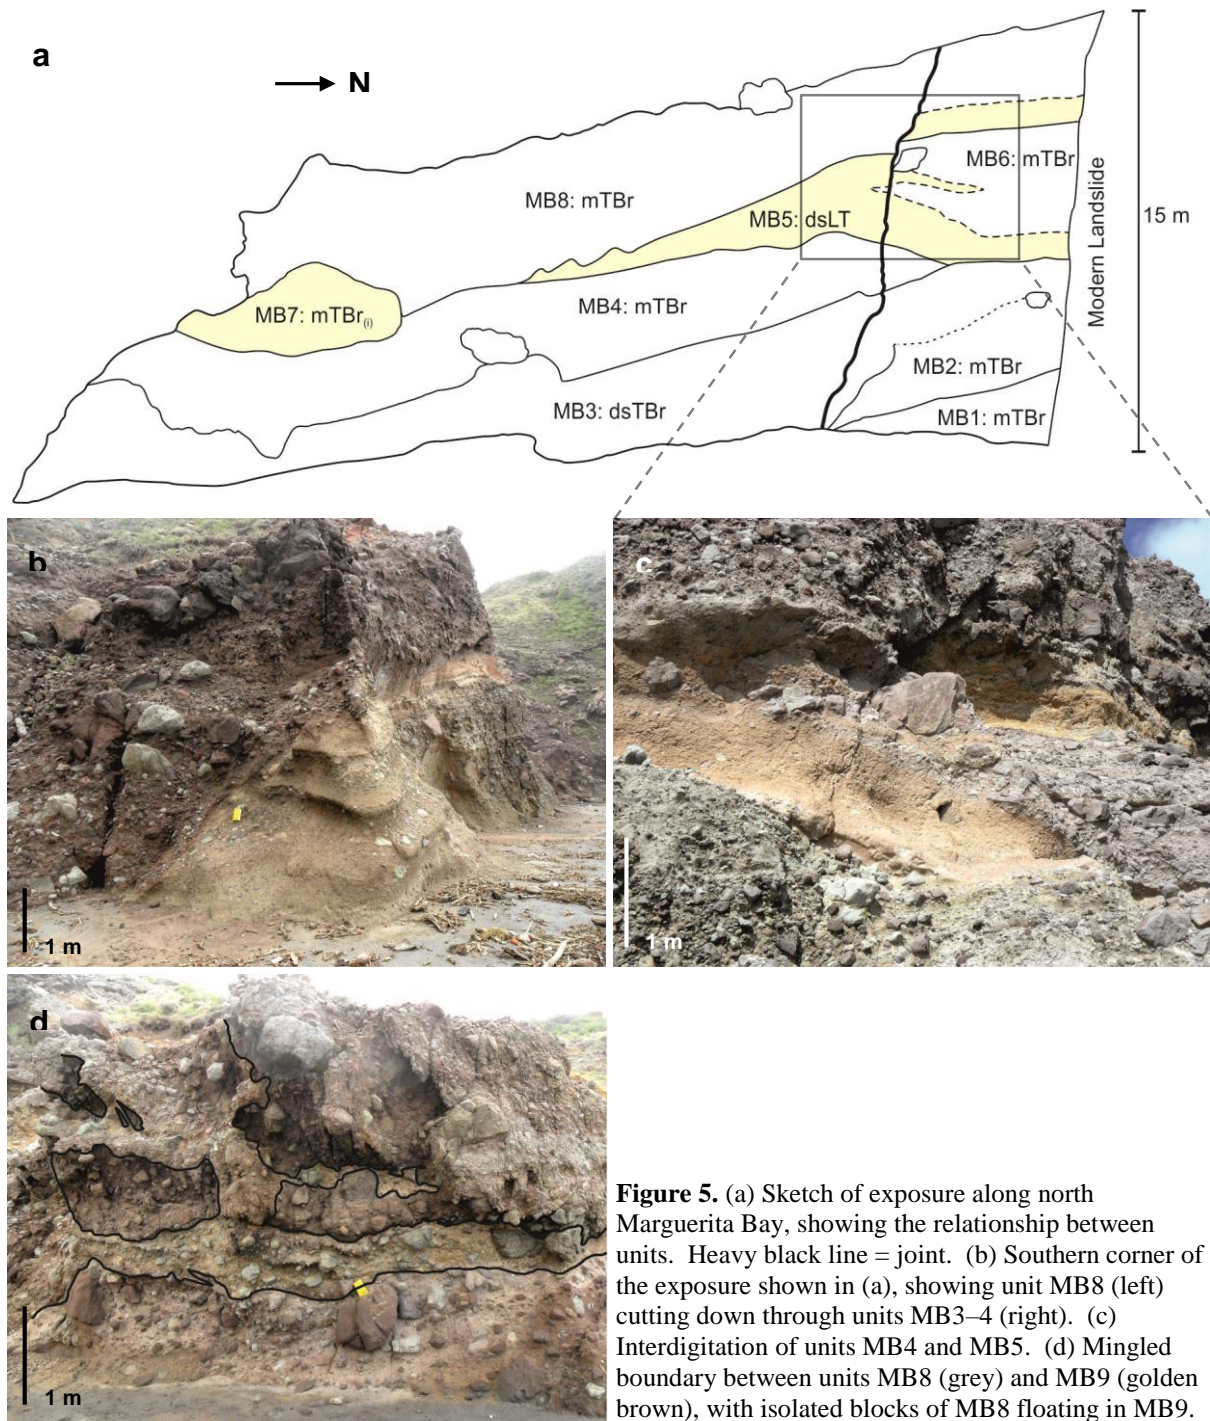 a
N
MB8: mTBr
MB6: mTBr
MB5: dsLT
15 m
MB7: mTBr(i)
MB4: mTBr
Modern Landslide
MB2: mTBr
MB3: dsTBr
MB1: mTBr
b
1 m
c
1 m
d
1 m
Figure 5. (a) Sketch of exposure along north
Marguerita Bay, showing the relationship between
units. Heavy black line = joint. (b) Southern corner of
the exposure shown in (a), showing unit MB8 (left)
cutting down through units MB3–4 (right). (c)
Interdigitation of units MB4 and MB5. (d) Mingled
boundary between units MB8 (grey) and MB9 (golden
brown), with isolated blocks of MB8 floating in MB9.